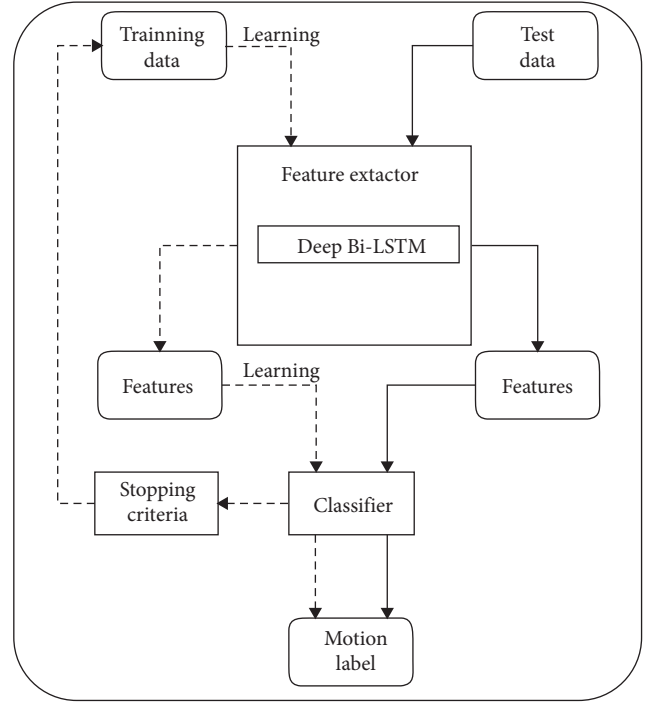 Trainning
data
Learning
Test
data
Feature extactor
Deep Bi-LSTM
Features
Learning
Features
Stopping
criteria
Classifier
Motion
label